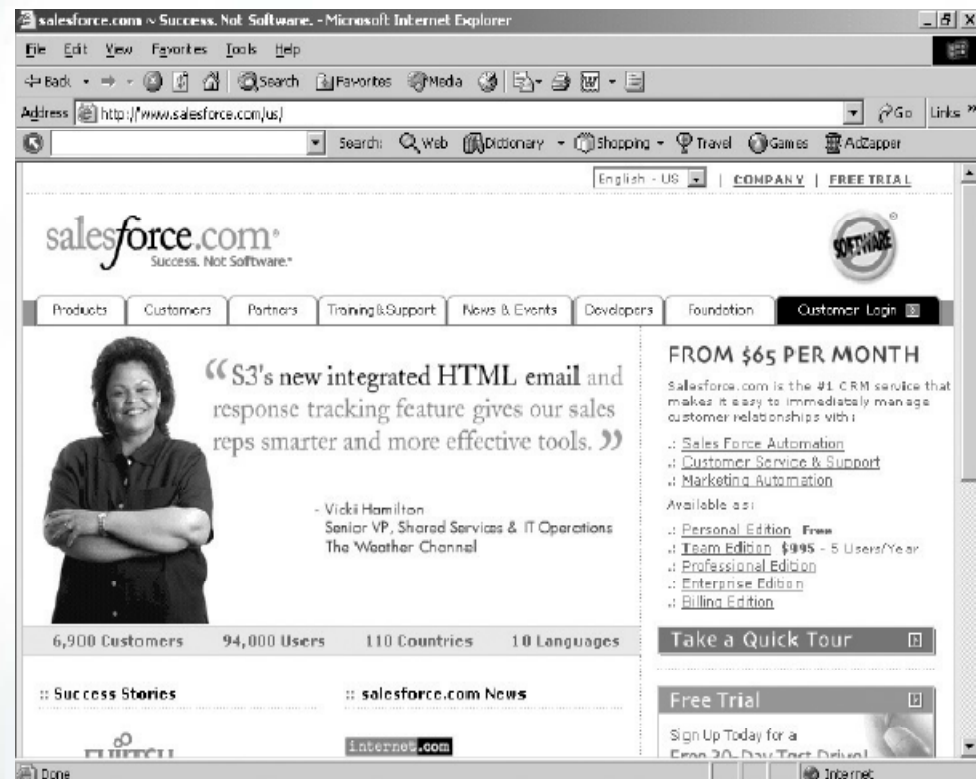 salesforce.com ~ Success. Not Software. - Microsoft Internet Explorer
File Edit View Favorites Tools Help
Back Search Favorites Media
Address http://www.salesforce.com/us/ Go Links »
Search: Web Dictionary Shopping Travel Games AdZapper
English - US | COMPANY | FREE TRIAL
salesforce.com®
Success. Not Software.™
SOFTWARE
Products Customers Partners Training & Support News & Events Developers Foundation Customer Login
“S3's new integrated HTML email and
response tracking feature gives our sales
reps smarter and more effective tools.”
- Vicki Hamilton
Senior VP, Shared Services & IT Operations
The Weather Channel
6,900 Customers 94,000 Users 110 Countries 10 Languages
:: Success Stories
FUJITSU
:: salesforce.com News
internet.com
FROM $65 PER MONTH
Salesforce.com is the #1 CRM service that
makes it easy to immediately manage
customer relationships with:
.: Sales Force Automation
.: Customer Service & Support
.: Marketing Automation
Available as:
.: Personal Edition Free
.: Team Edition $995 - 5 Users/Year
.: Professional Edition
.: Enterprise Edition
.: Billing Edition
Take a Quick Tour
Free Trial
Sign Up Today for a
Free 30-Day Test Drive!
Done Internet